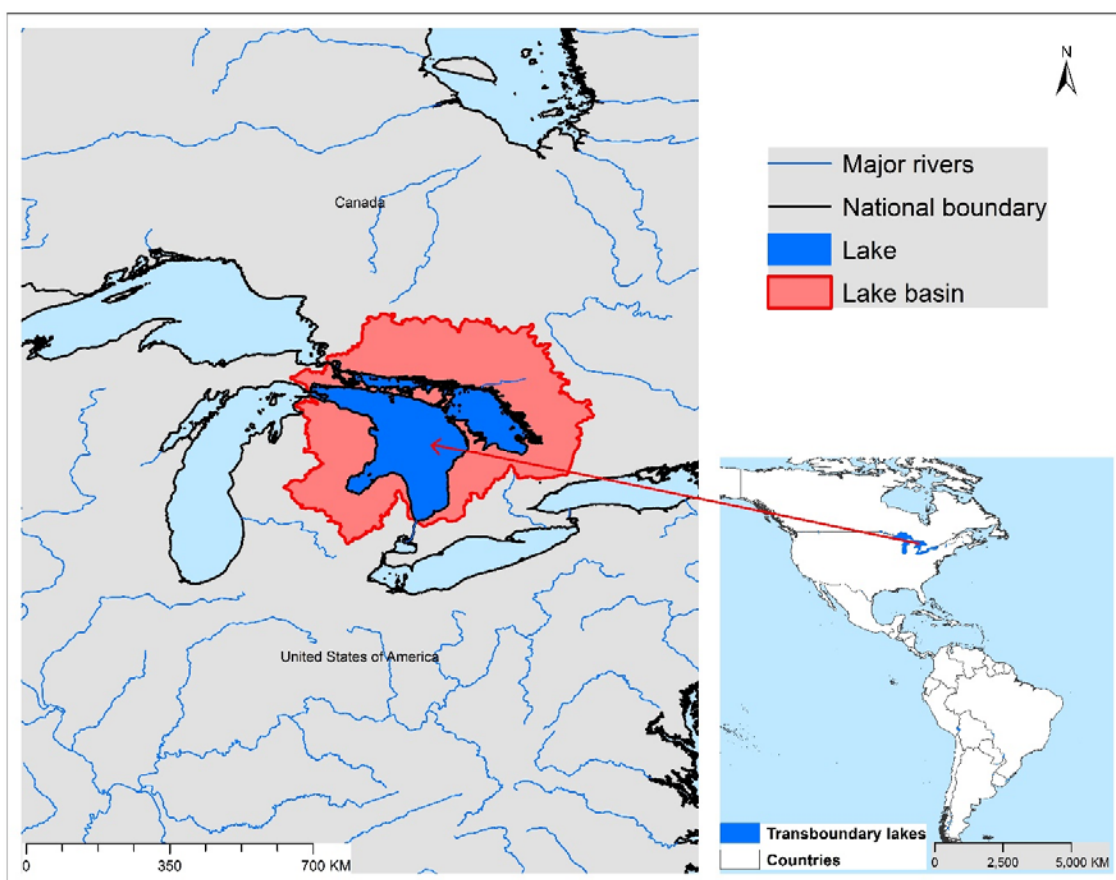 N
Major rivers
National boundary
Lake
Lake basin
Canada
United States of America
0 350 700 KM
Transboundary lakes
Countries
0 2,500 5,000 KM